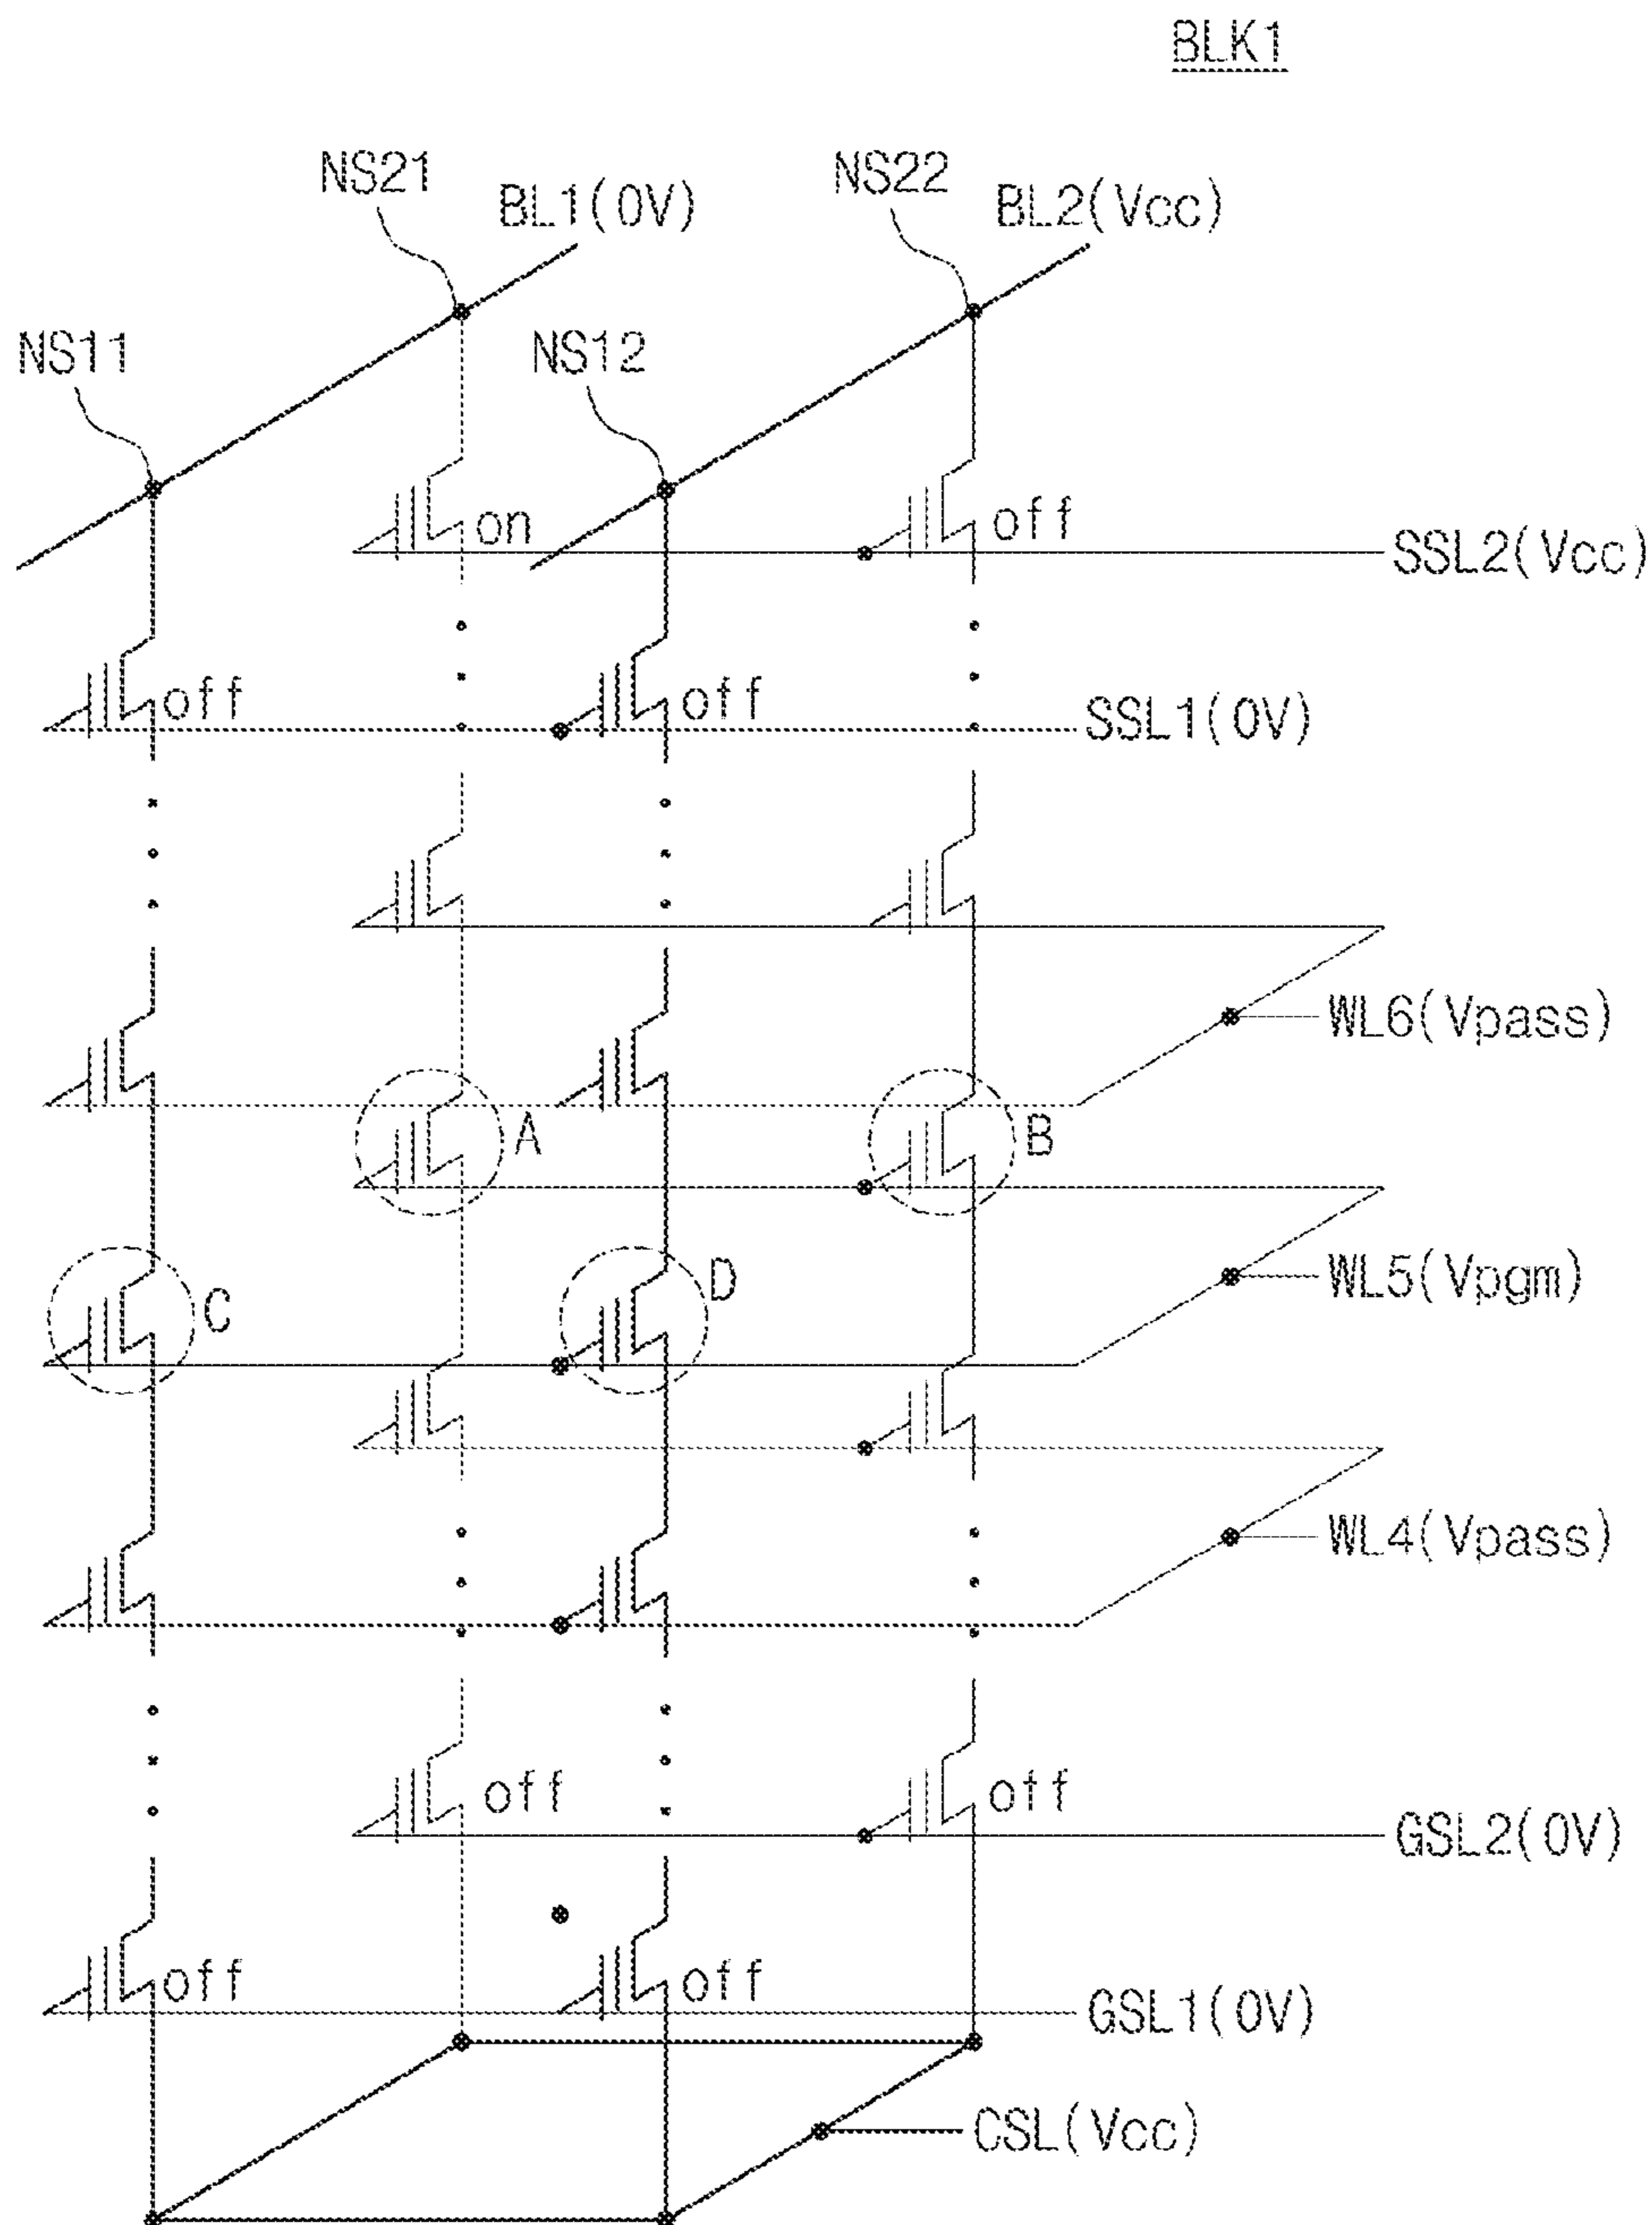 BLK1
NS21
BL1(0V)
NS22
BL2(Vcc)
NS11
NS12
on
off
SSL2(Vcc)
off
off
SSL1(0V)
WL6(Vpass)
A
B
WL5(Vpgm)
C
D
WL4(Vpass)
off
off
GSL2(0V)
off
off
GSL1(0V)
CSL(Vcc)